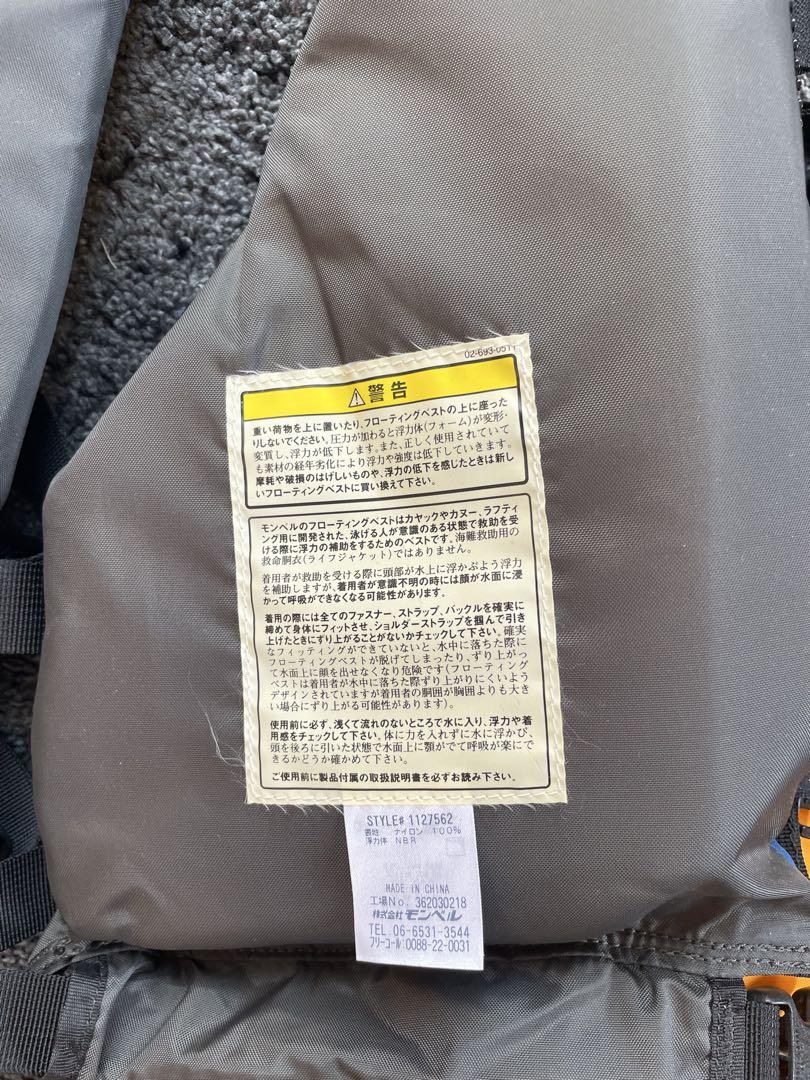 02-693-0511
⚠警告
重い荷物を上に置いたり、フローティングベストの上に座った
りしないでください。圧力が加わると浮力体(フォーム)が変形・
変質し、浮力が低下します。また、正しく使用されていて
も素材の経年劣化により浮力や強度は低下していきます。
摩耗や破損のはげしいものや、浮力の低下を感じたときは新し
いフローティングベストに買い換えて下さい。
モンベルのフローティングベストはカヤックやカヌー、ラフティ
ング用に開発された、泳げる人が意識のある状態で救助を受
ける際に浮力の補助をするためのベストです。海難救助用の
救命胴衣(ライフジャケット)ではありません。
着用者が救助を受ける際に頭部が水上に浮かぶよう浮力
を補助しますが、着用者が意識不明の時には顔が水面に浸
かって呼吸ができなくなる可能性があります。
着用の際には全てのファスナー、ストラップ、バックルを確実に
締めて身体にフィットさせ、ショルダーストラップを掴んで引き
上げたときにずり上がることがないかチェックして下さい。確実
なフィッティングができていないと、水中に落ちた際に
フローティングベストが脱げてしまったり、ずり上がっ
て水面上に顔を出せなくなり危険です(フローティング
ベストは着用者が水中に落ちた際ずり上がりにくいよう
デザインされていますが着用者の胴囲が胸囲よりも大き
い場合にずり上がる可能性があります)。
使用前に必ず、浅くて流れのないところで水に入り、浮力や着
用感をチェックして下さい。体に力を入れずに水に浮かび、
頭を後ろに引いた状態で水面上に顎がでて呼吸が楽にで
きるかどうか確かめて下さい。
ご使用前に製品付属の取扱説明書を必ずお読み下さい。
STYLE# 1127562
表地 ナイロン 100%
浮力体 NBR
MADE IN CHINA
工場No. 362030218
株式会社モンベル
TEL 06-6531-3544
フリーコール:0088-22-0031